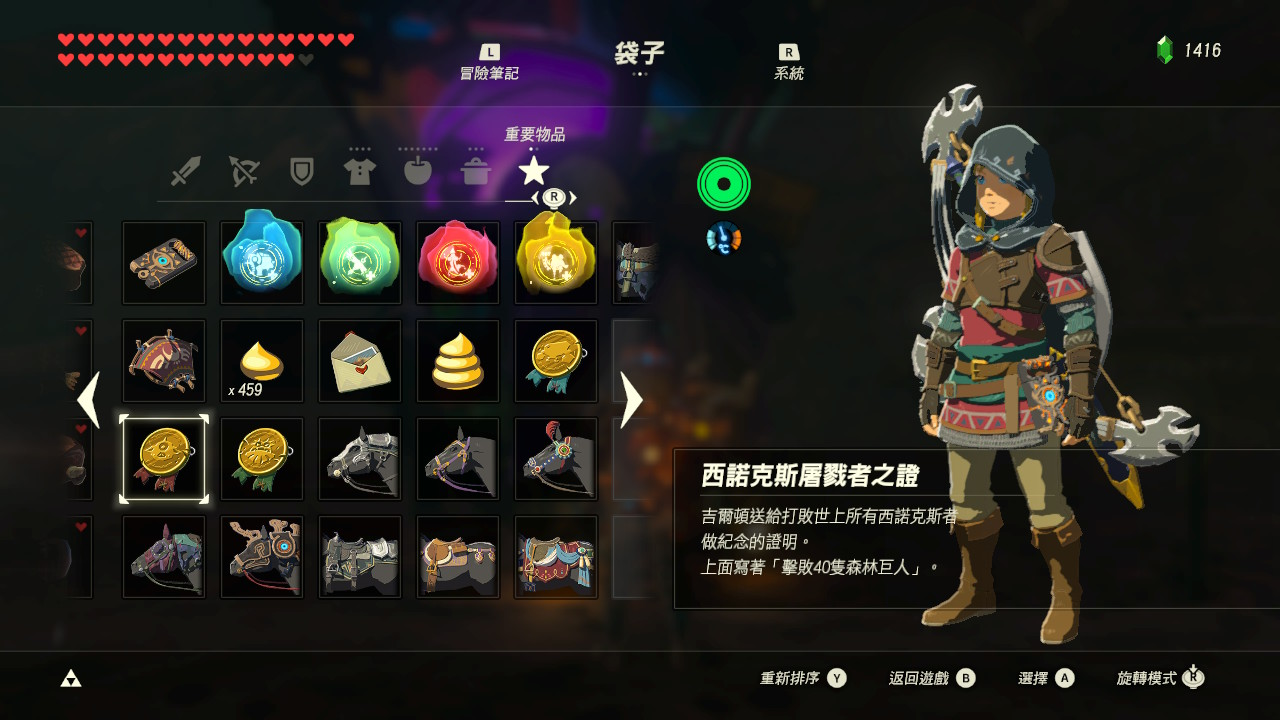 L
冒險筆記
袋子
R
系統
1416
重要物品
R
x 459
西諾克斯屠戮者之證
吉爾頓送給打敗世上所有西諾克斯者
做紀念的證明。
上面寫著「擊敗40隻森林巨人」。
重新排序 Y
返回遊戲 B
選擇 A
旋轉模式 R